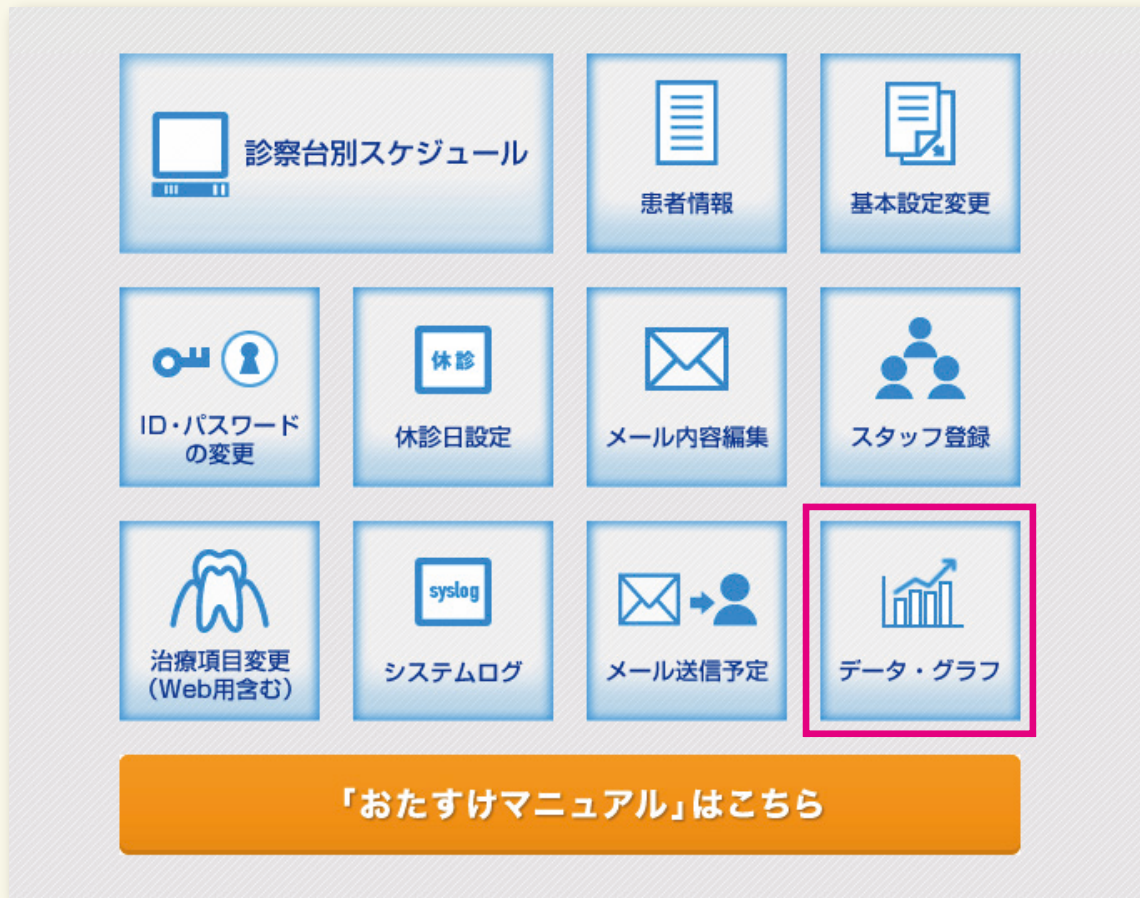 診察台別スケジュール
患者情報
基本設定変更
ID・パスワード
の変更
休診
休診日設定
メール内容編集
スタッフ登録
治療項目変更
（Web用含む）
syslog
システムログ
メール送信予定
データ・グラフ
「おたすけマニュアル」はこちら